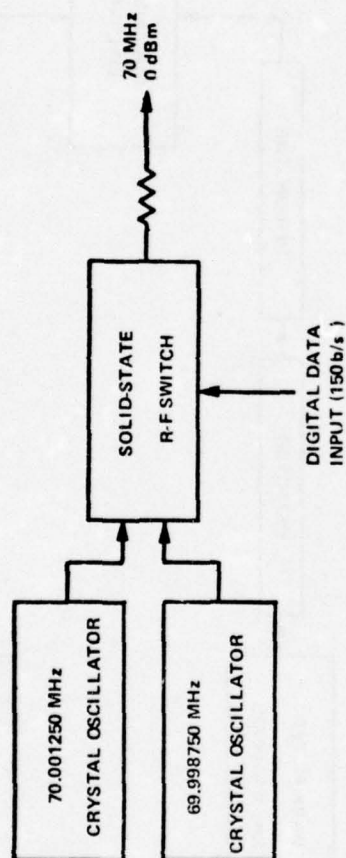 70.001250 MHz
CRYSTAL OSCILLATOR
69.998750 MHz
CRYSTAL OSCILLATOR
SOLID-STATE
R-F SWITCH
DIGITAL DATA
INPUT (150b/s)
70 MHz
0 dBm